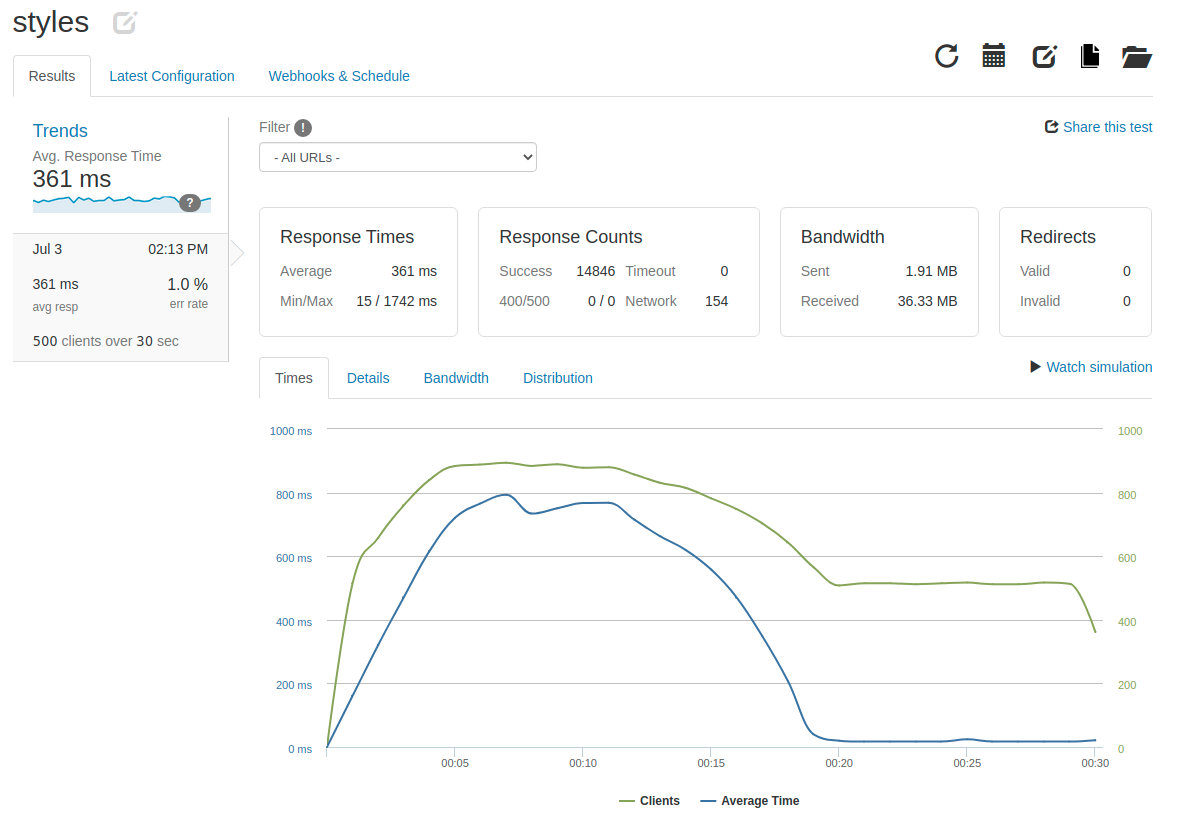 styles
Results Latest Configuration Webhooks & Schedule
Trends
Avg. Response Time
361 ms
?
Jul 3 02:13 PM
361 ms 1.0 %
avg resp err rate
500 clients over 30 sec
Filter !
Share this test
- All URLs -
Response Times
Average 361 ms
Min/Max 15 / 1742 ms
Response Counts
Success 14846 Timeout 0
400/500 0 / 0 Network 154
Bandwidth
Sent 1.91 MB
Received 36.33 MB
Redirects
Valid 0
Invalid 0
Times Details Bandwidth Distribution
Watch simulation
1000 ms 1000
800 ms 800
600 ms 600
400 ms 400
200 ms 200
0 ms 0
00:05 00:10 00:15 00:20 00:25 00:30
Clients Average Time